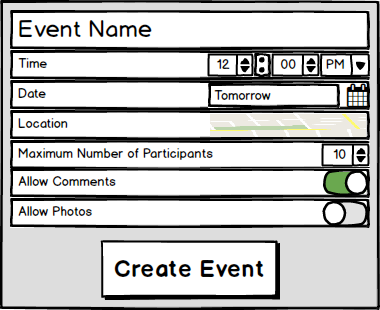 Event Name
Time 12 : 00 PM
Date Tomorrow
Location
Maximum Number of Participants 10
Allow Comments
Allow Photos
Create Event